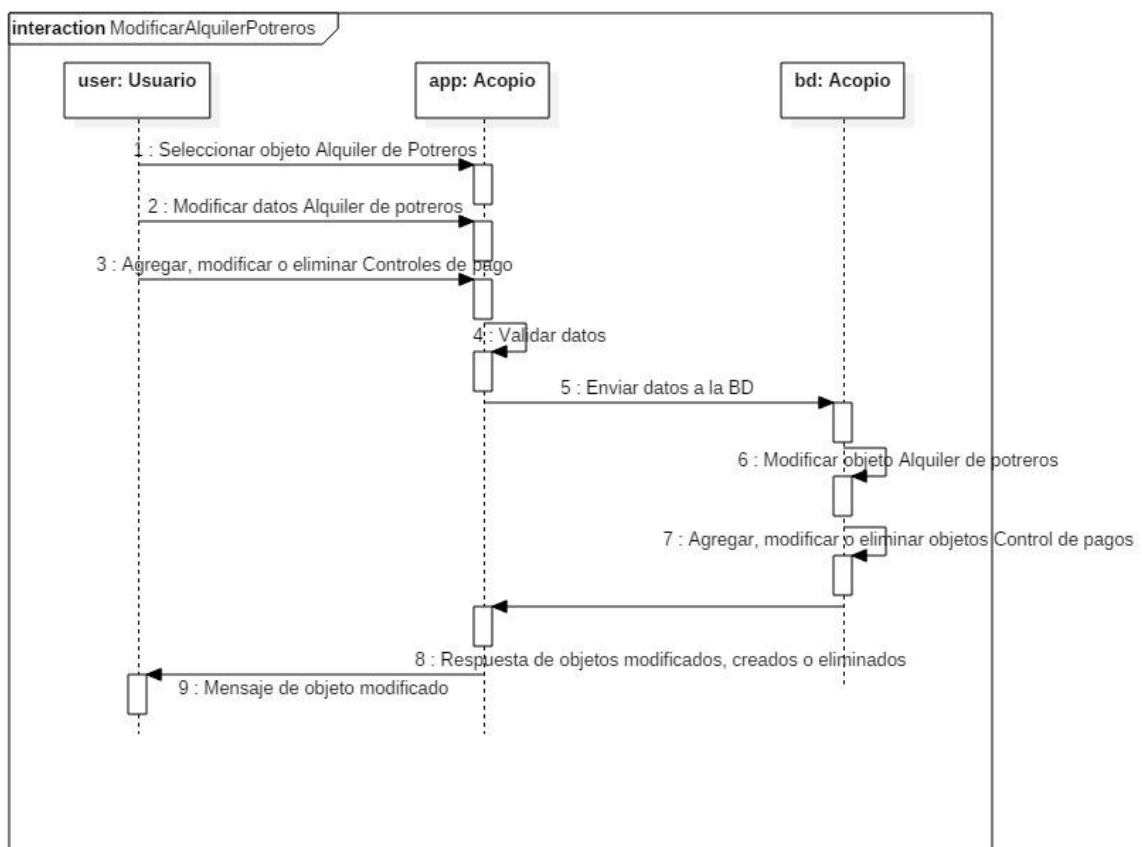 interaction ModificarAlquilerPotreros
user: Usuario
app: Acopio
bd: Acopio
1 : Seleccionar objeto Alquiler de Potreros
2 : Modificar datos Alquiler de potreros
3 : Agregar, modificar o eliminar Controles de pago
4 : Validar datos
5 : Enviar datos a la BD
6 : Modificar objeto Alquiler de potreros
7 : Agregar, modificar o eliminar objetos Control de pagos
8 : Respuesta de objetos modificados, creados o eliminados
9 : Mensaje de objeto modificado